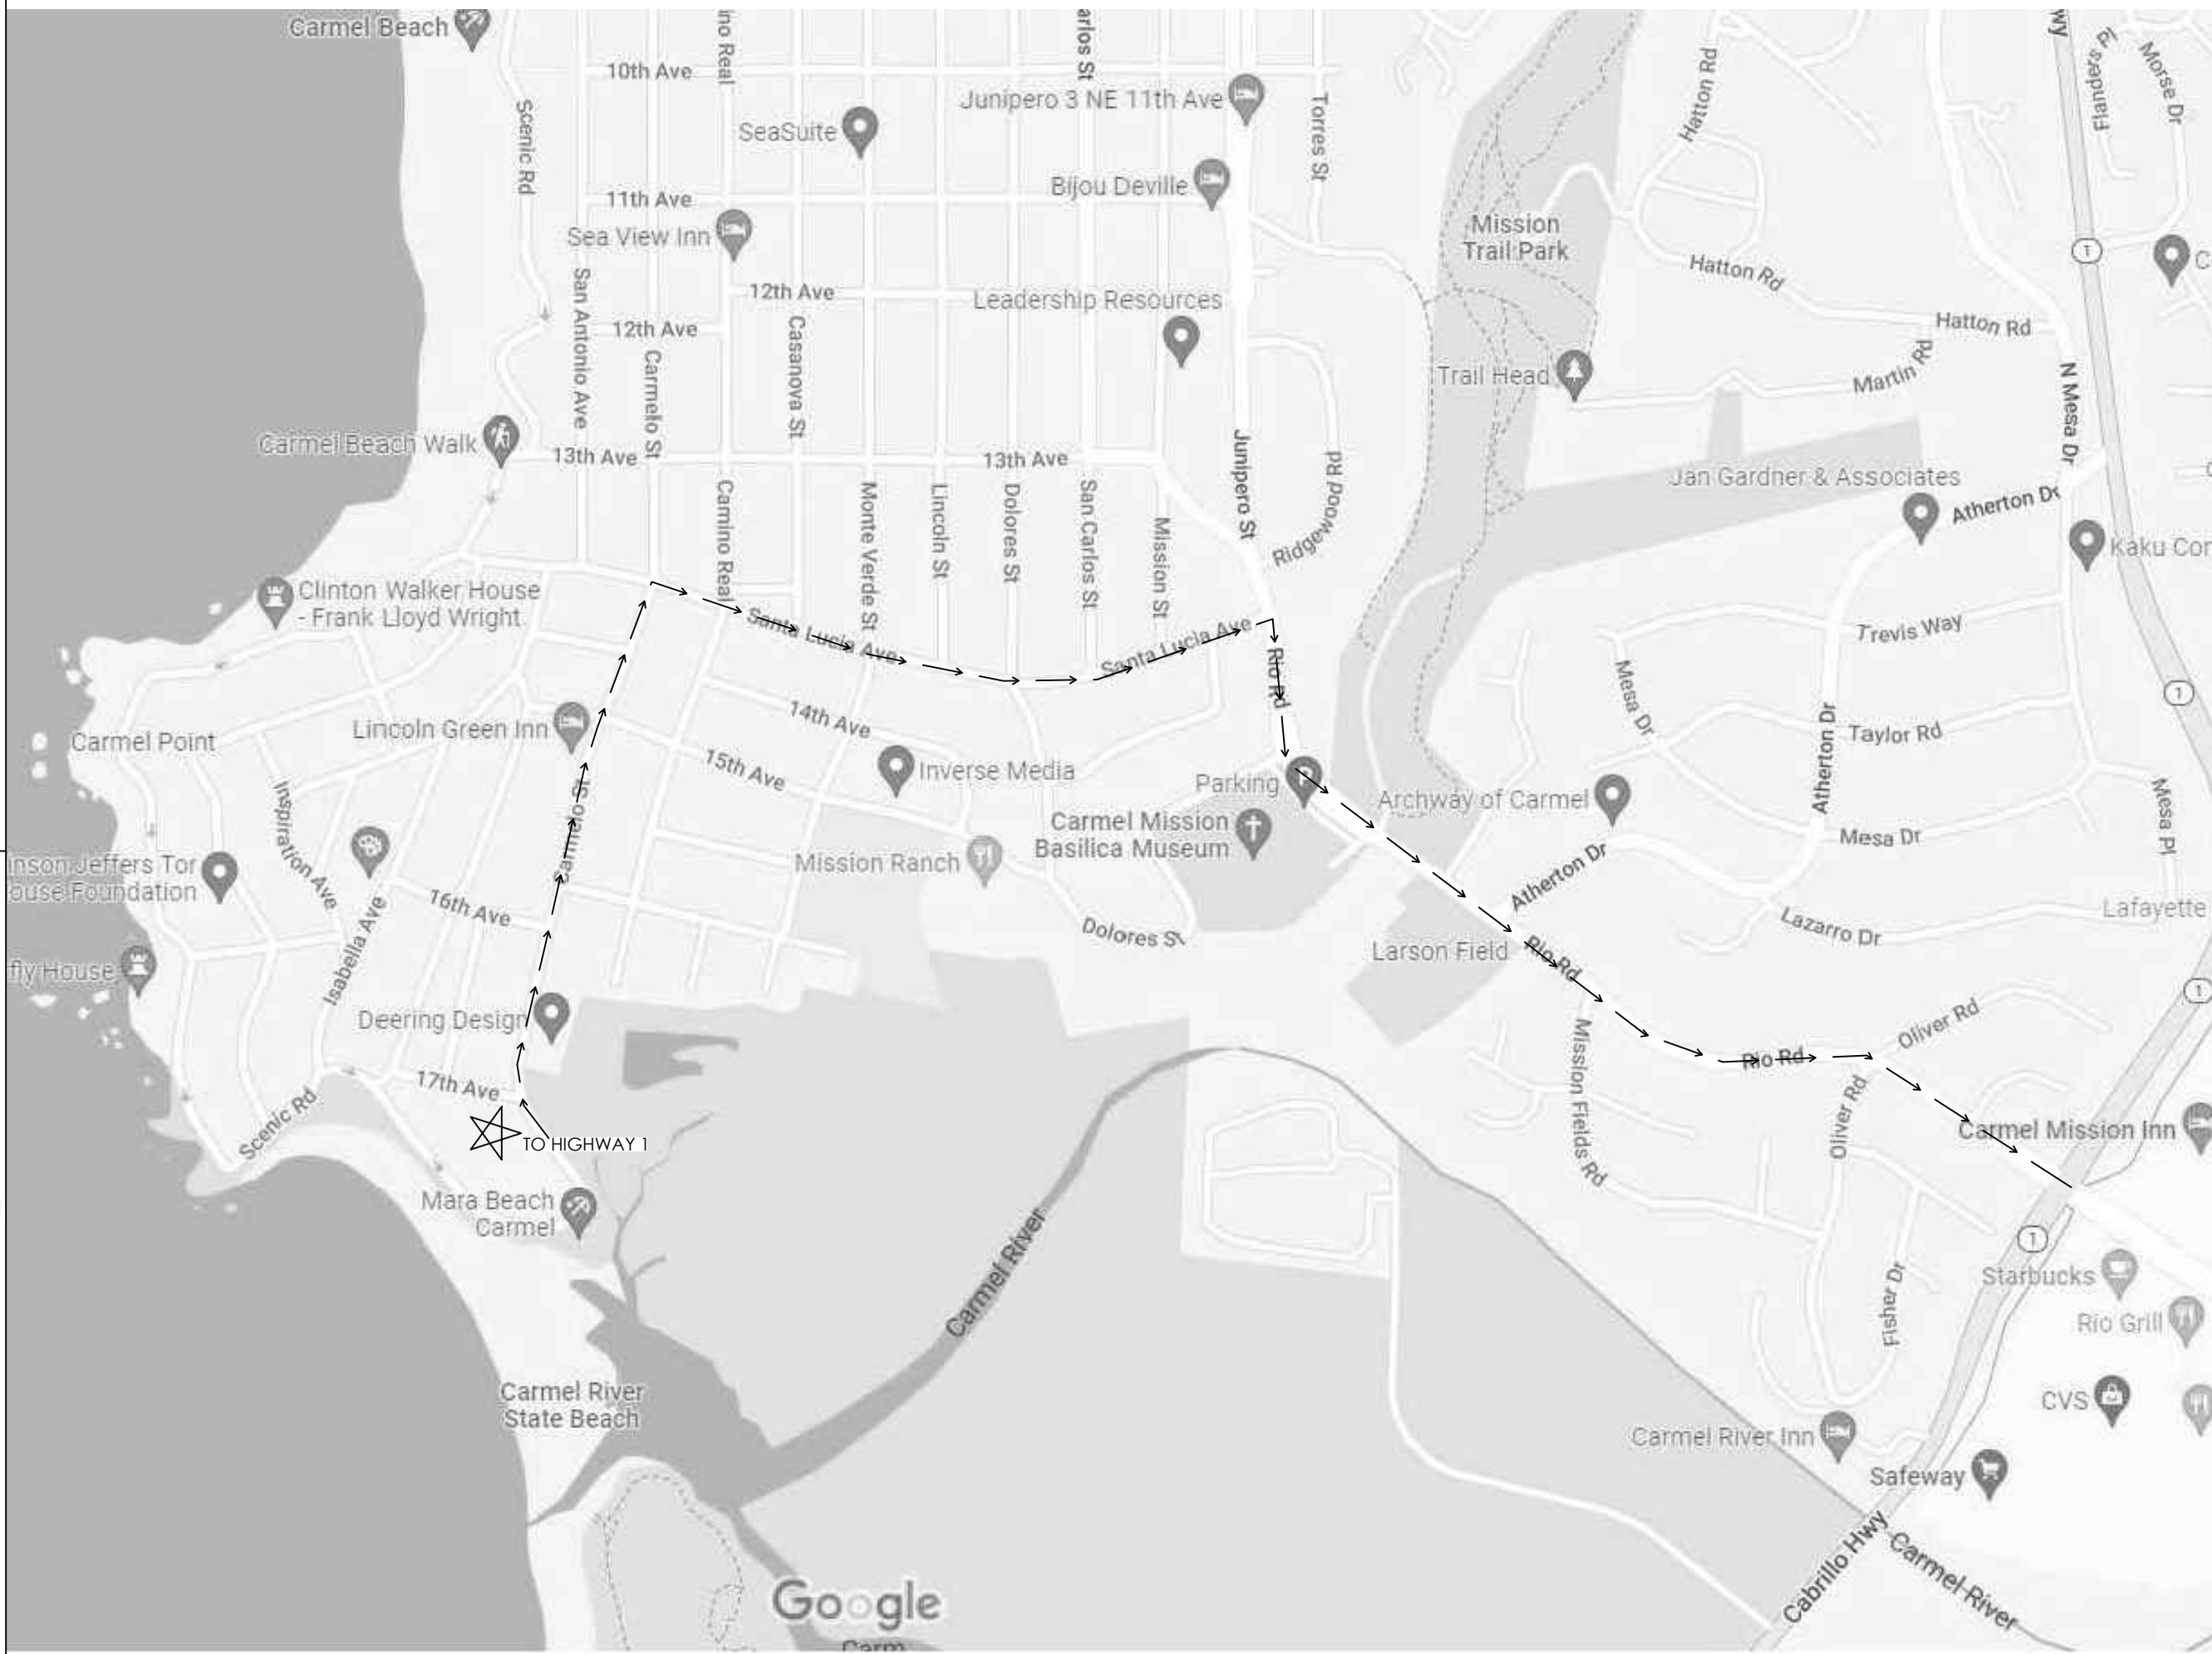 Carmel Beach
10th Ave
Junipero 3 NE 11th Ave
Scenic Rd
SeaSuite
Torres St
Hatton Rd
Morse Dr
Bijou Deville
11th Ave
Sea View Inn
Mission
Trail Park
1
Hatton Rd
12th Ave
Leadership Resources
12th Ave
Hatton Rd
San Antonio Ave
Carmelo St
Casanova St
Trail Head
Martin Rd
N Mesa Dr
Carmel Beach Walk
13th Ave
13th Ave
Junipero St
Ridgewood Rd
Jan Gardner & Associates
Camino Real
Monte Verde St
Lincoln St
Dolores St
San Carlos St
Mission St
Atherton Dr
Clinton Walker House
- Frank Lloyd Wright
Santa Lucia Ave
Santa Lucia Ave
Rio Rd
Trevis Way
Mesa Dr
1
Carmel Point
Lincoln Green Inn
14th Ave
15th Ave
Inverse Media
Parking
Atherton Dr
Taylor Rd
Archway of Carmel
Inspiration Ave
Carmelo St
Carmel Mission
Basilica Museum
Mission Ranch
Mesa Dr
Mesa Pl
16th Ave
Atherton Dr
Isabella Ave
Dolores St
Larson Field
Rio Rd
Lazarro Dr
Lafayette
1
Deering Design
Oliver Rd
Mission Fields Rd
Rio Rd
17th Ave
Scenic Rd
TO HIGHWAY 1
Oliver Rd
Carmel Mission Inn
Mara Beach
Carmel
Carmel River
1
Starbucks
Fisher Dr
Rio Grill
Carmel River
State Beach
CVS
Carmel River Inn
Safeway
Cabrillo Hwy
Carmel River
Google